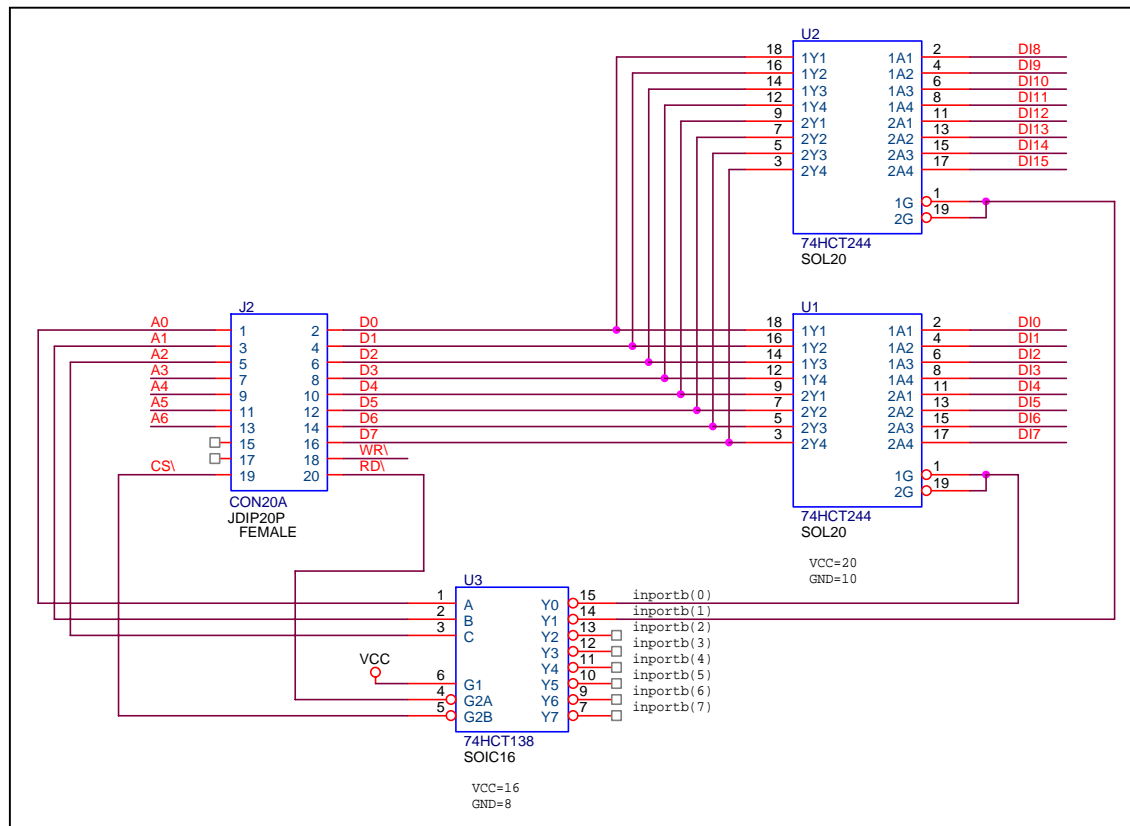 U2
18 1Y1 1A1 2 DI8
16 1Y2 1A2 4 DI9
14 1Y3 1A3 6 DI10
12 1Y4 1A4 8 DI11
9 2Y1 2A1 11 DI12
7 2Y2 2A2 13 DI13
5 2Y3 2A3 15 DI14
3 2Y4 2A4 17 DI15
1G 1
2G 19
74HCT244
SOL20
J2
A0 1 2 D0
A1 3 4 D1
A2 5 6 D2
A3 7 8 D3
A4 9 10 D4
A5 11 12 D5
A6 13 14 D6
15 16 D7
17 18 WR\
CS\ 19 20 RD\
CON20A
JDIP20P
FEMALE
U1
18 1Y1 1A1 2 DI0
16 1Y2 1A2 4 DI1
14 1Y3 1A3 6 DI2
12 1Y4 1A4 8 DI3
9 2Y1 2A1 11 DI4
7 2Y2 2A2 13 DI5
5 2Y3 2A3 15 DI6
3 2Y4 2A4 17 DI7
1G 1
2G 19
74HCT244
SOL20
VCC=20
GND=10
U3
1 A Y0 15 inportb(0)
2 B Y1 14 inportb(1)
3 C Y2 13 inportb(2)
Y3 12 inportb(3)
Y4 11 inportb(4)
VCC
6 G1 Y5 10 inportb(5)
4 G2A Y6 9 inportb(6)
5 G2B Y7 7 inportb(7)
74HCT138
SOIC16
VCC=16
GND=8